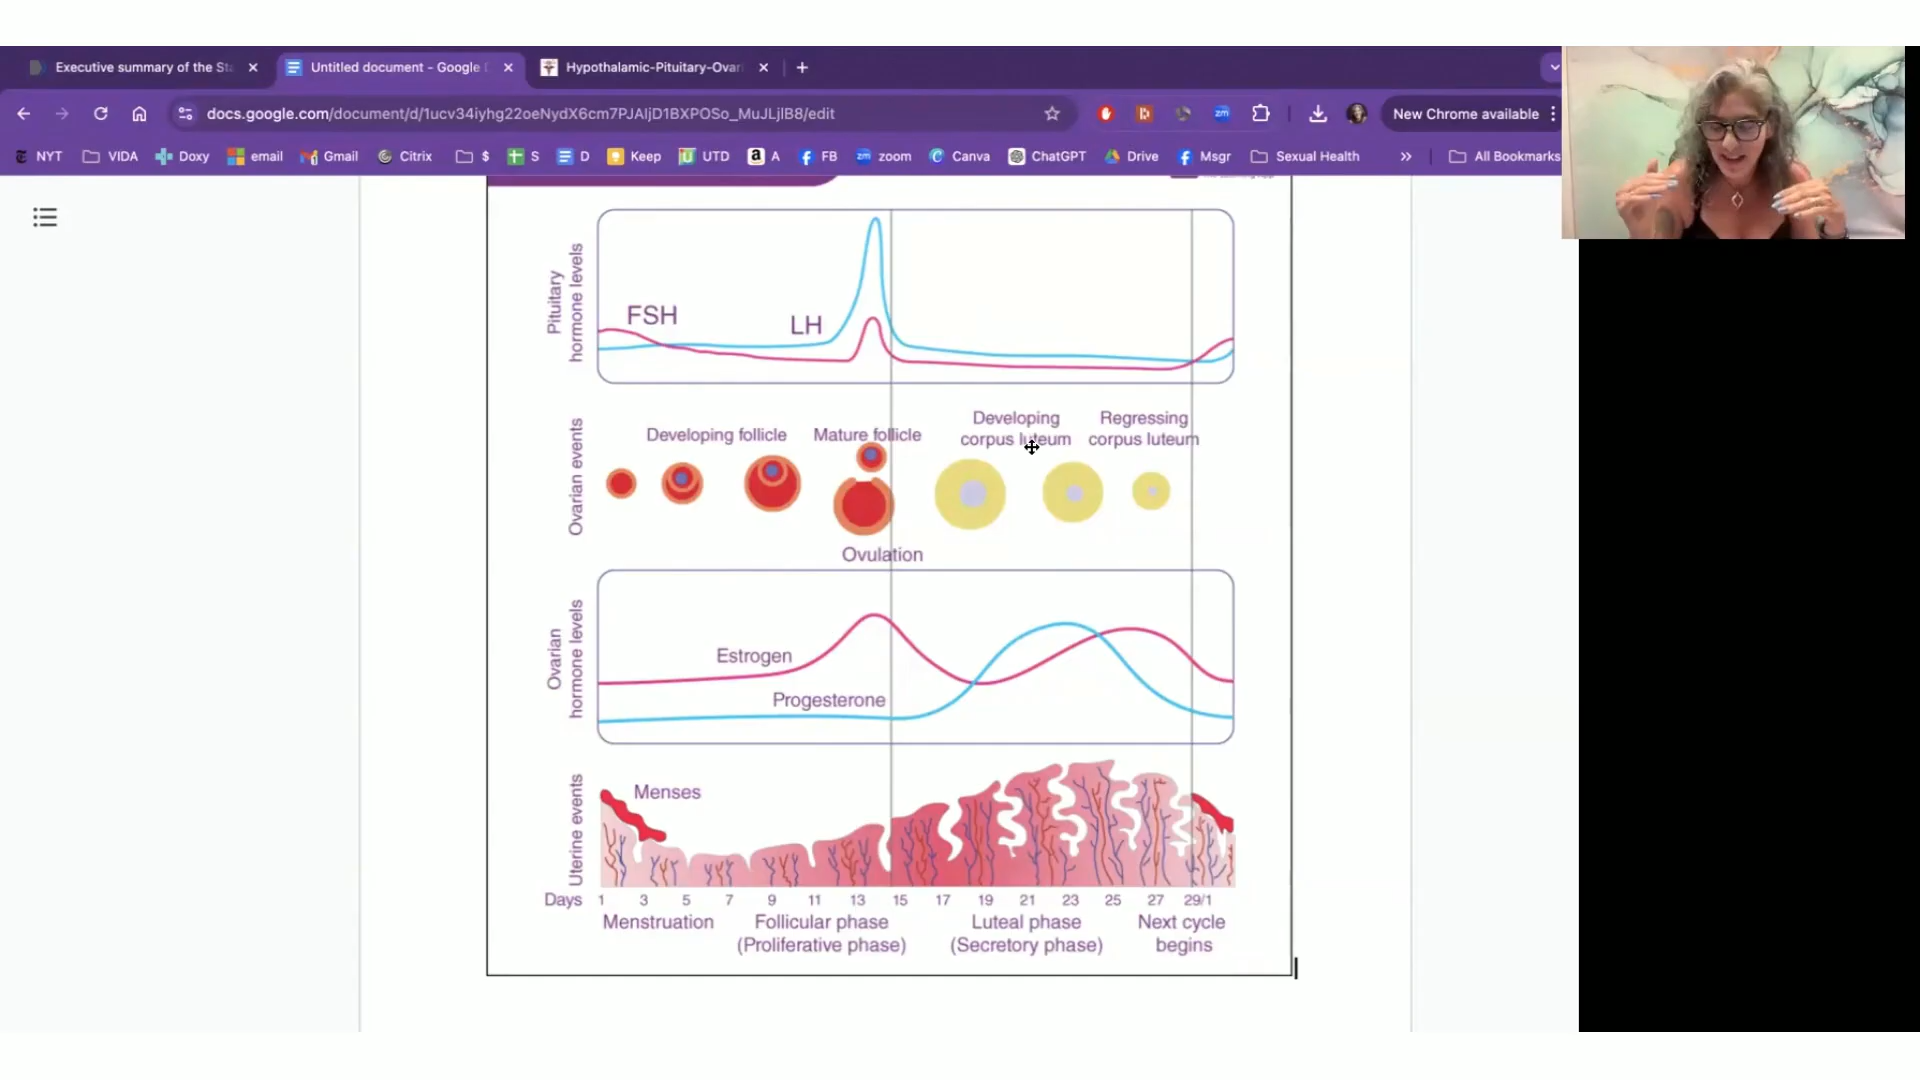 Executive summary of the Sta
Untitled document - Google D
Hypothalamic-Pituitary-Ovari
docs.google.com/document/d/1ucv34iyhg22oeNydX6cm7PJAIjD1BXPOSo_MuJLjlB8/edit
New Chrome available
NYT
VIDA
Doxy
email
Gmail
Citrix
$
S
D
Keep
UTD
A
FB
zoom
Canva
ChatGPT
Drive
Msgr
Sexual Health
All Bookmarks
Pituitary
hormone levels
FSH
LH
Ovarian events
Developing follicle
Mature follicle
Developing
corpus luteum
Regressing
corpus luteum
Ovulation
Ovarian
hormone levels
Estrogen
Progesterone
Uterine events
Menses
Days 1 3 5 7 9 11 13 15 17 19 21 23 25 27 29/1
Menstruation
Follicular phase
(Proliferative phase)
Luteal phase
(Secretory phase)
Next cycle
begins